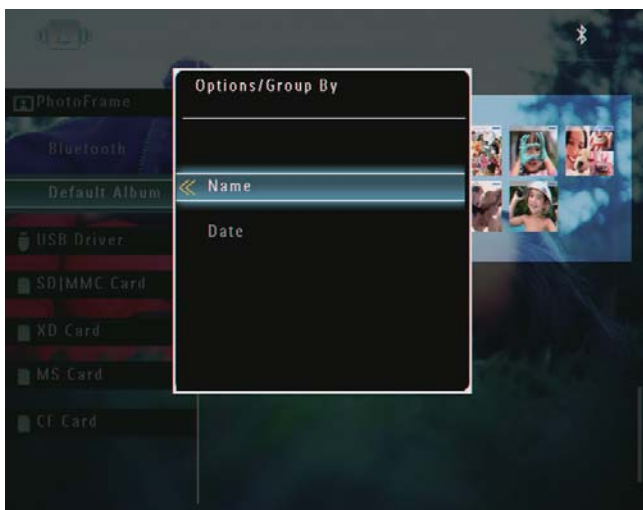 Options/Group By
PhotoFrame
Bluetooth
Default Album
Name
Date
USB Driver
SD|MMC Card
XD Card
MS Card
CF Card